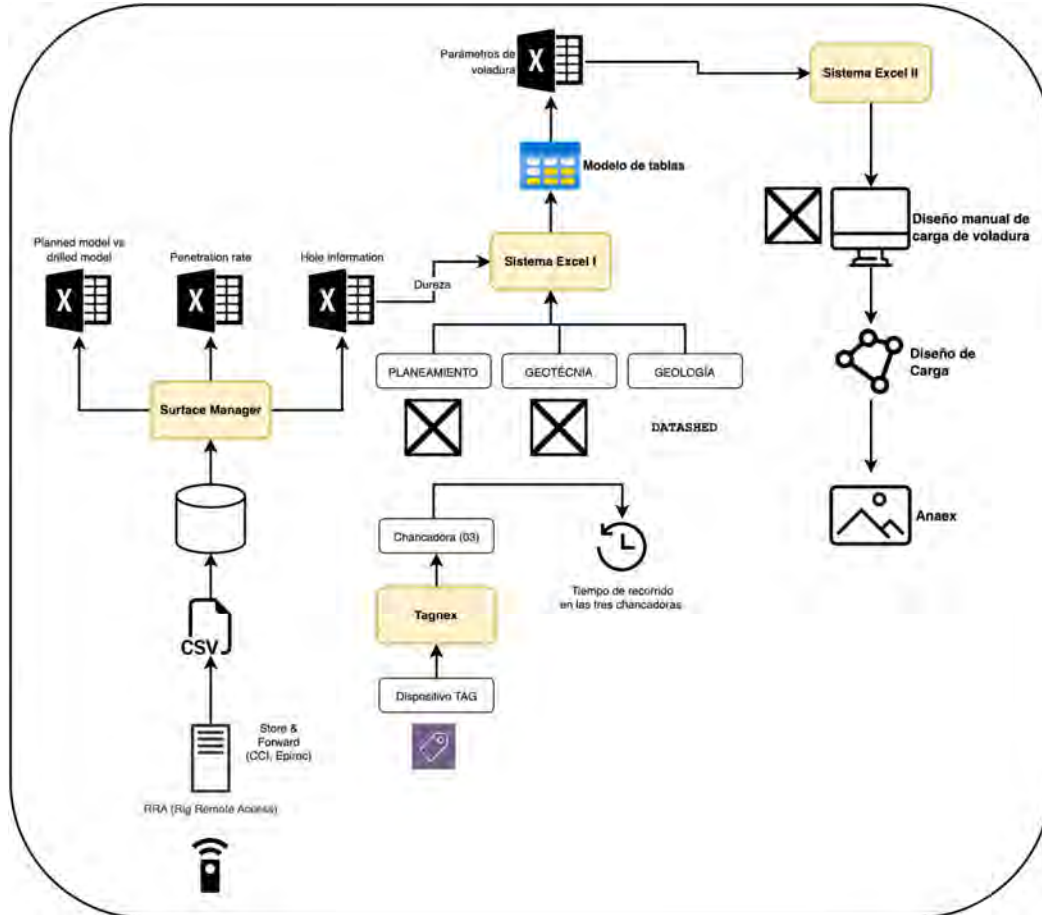 Parámetros de
voladura
X
Sistema Excel II
Modelo de tablas
Diseño manual de
carga de voladura
Planned model vs
drilled model
Penetration rate
Hole information
Sistema Excel I
X
X
X
Dureza
PLANEAMIENTO
GEOTÉCNIA
GEOLOGÍA
Diseño de
Carga
Surface Manager
DATASHED
Anaex
Chancadora (03)
Tiempo de recorrido
en las tres chancadoras
Tagnex
CSV
Dispositivo TAG
Store &
Forward
(CCI, Epiroc)
RRA (Rig Remote Access)